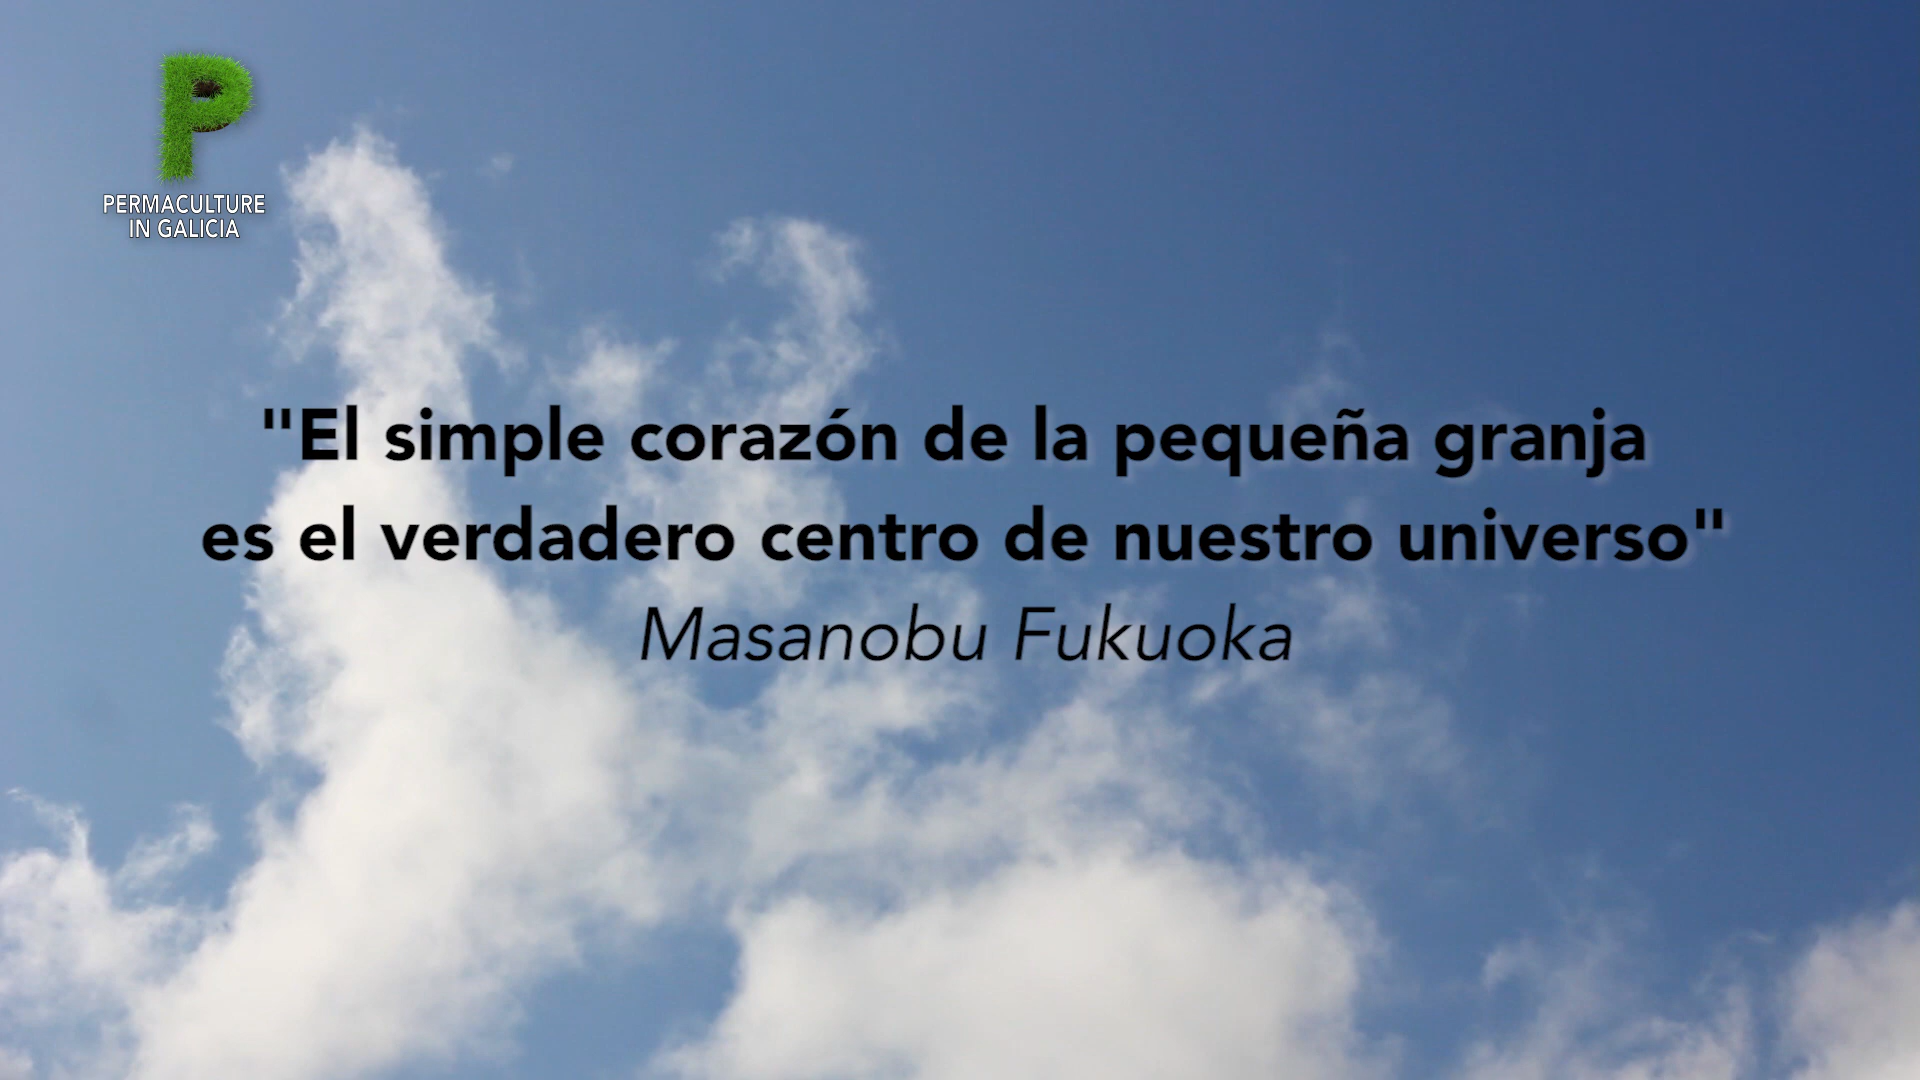 PERMACULTURE
IN GALICIA
"El simple corazón de la pequeña granja
es el verdadero centro de nuestro universo"
Masanobu Fukuoka